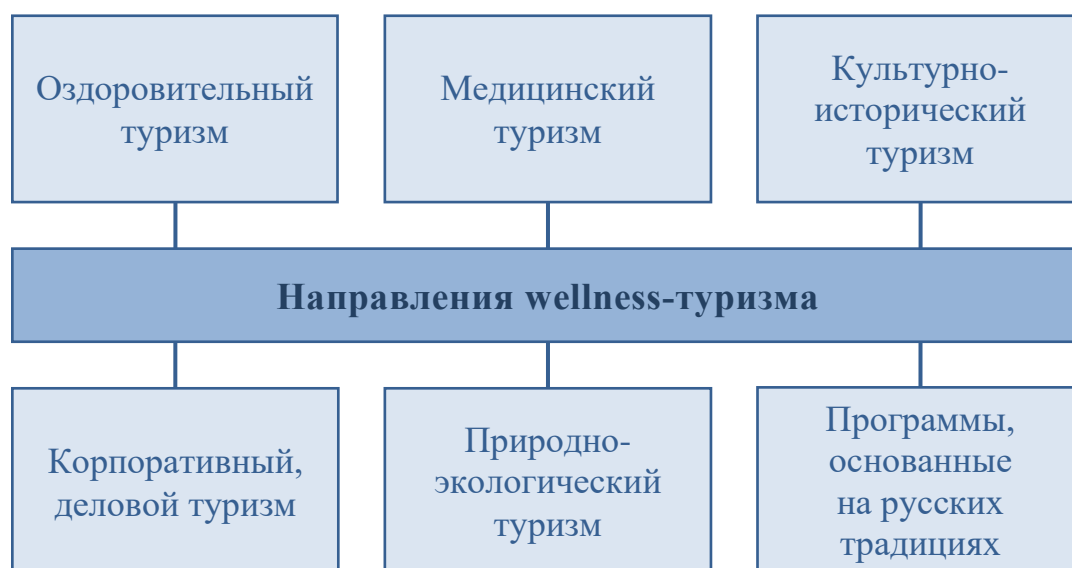 Оздоровительный
туризм
Медицинский
туризм
Культурно-
исторический
туризм
Направления wellness-туризма
Корпоративный,
деловой туризм
Природно-
экологический
туризм
Программы,
основанные
на русских
традициях